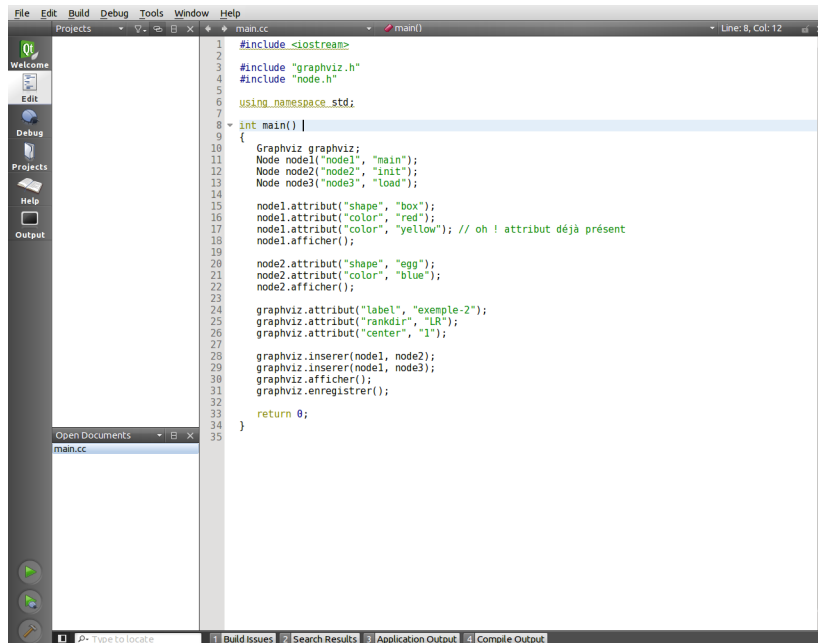 File Edit Build Debug Tools Window Help
Projects main.cc main() Line: 8, Col: 12
Qt
Welcome
Edit
Debug
Projects
Help
Output
1 #include <iostream>
2
3 #include "graphviz.h"
4 #include "node.h"
5
6 using namespace std;
7
8 int main()
9 {
10 Graphviz graphviz;
11 Node node1("node1", "main");
12 Node node2("node2", "init");
13 Node node3("node3", "load");
14
15 node1.attribut("shape", "box");
16 node1.attribut("color", "red");
17 node1.attribut("color", "yellow"); // oh ! attribut déjà présent
18 node1.afficher();
19
20 node2.attribut("shape", "egg");
21 node2.attribut("color", "blue");
22 node2.afficher();
23
24 graphviz.attribut("label", "exemple-2");
25 graphviz.attribut("rankdir", "LR");
26 graphviz.attribut("center", "1");
27
28 graphviz.inserer(node1, node2);
29 graphviz.inserer(node1, node3);
30 graphviz.afficher();
31 graphviz.enregistrer();
32
33 return 0;
34 }
35
Open Documents
main.cc
Type to locate 1 Build Issues 2 Search Results 3 Application Output 4 Compile Output